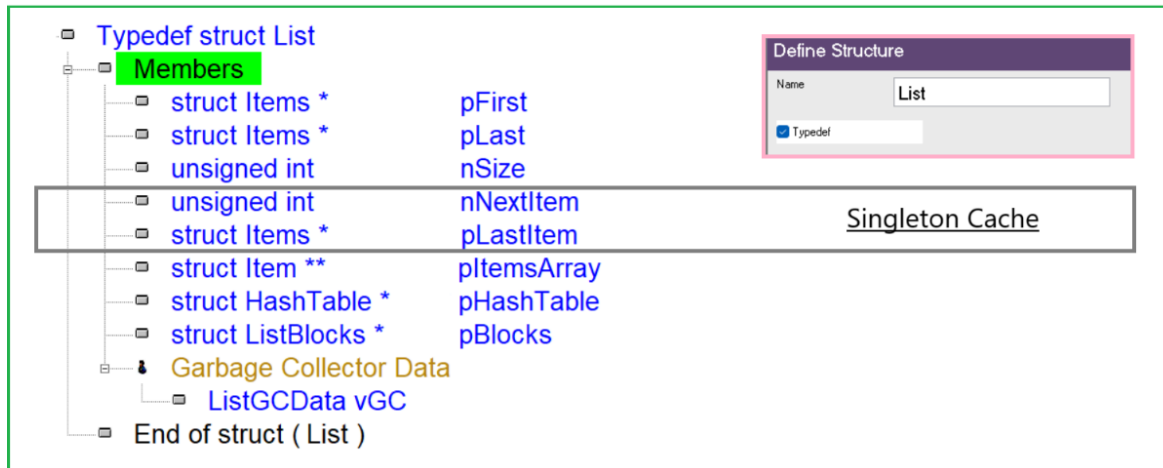 Typedef struct List
Members
struct Items * pFirst
struct Items * pLast
unsigned int nSize
unsigned int nNextItem
struct Items * pLastItem
struct Item ** pItemsArray
struct HashTable * pHashTable
struct ListBlocks * pBlocks
Garbage Collector Data
ListGCData vGC
End of struct ( List )
Define Structure
Name List
Typedef
Singleton Cache